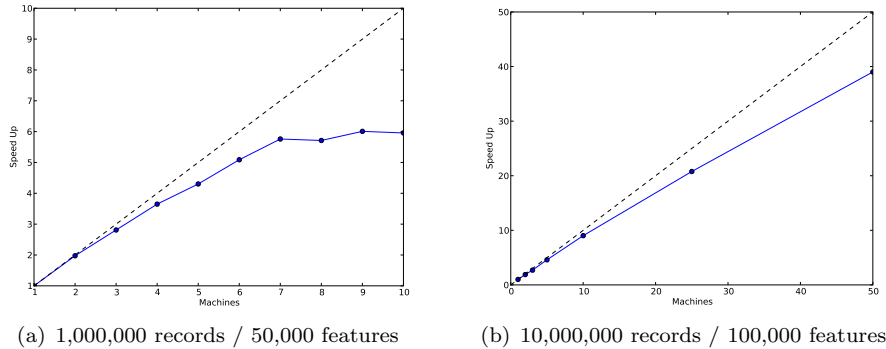 10
9
8
7
6
5
4
3
2
1
Speed Up
1 2 3 4 5 6 7 8 9 10
Machines
(a) 1,000,000 records / 50,000 features
50
40
30
20
10
0
Speed Up
0 10 20 30 40 50
Machines
(b) 10,000,000 records / 100,000 features